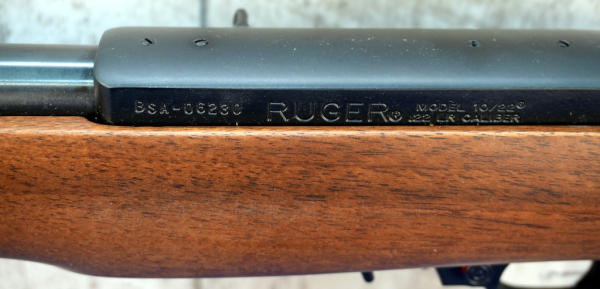 BSA-06230 RUGER® MODEL 10/22®
.22 LR CALIBER